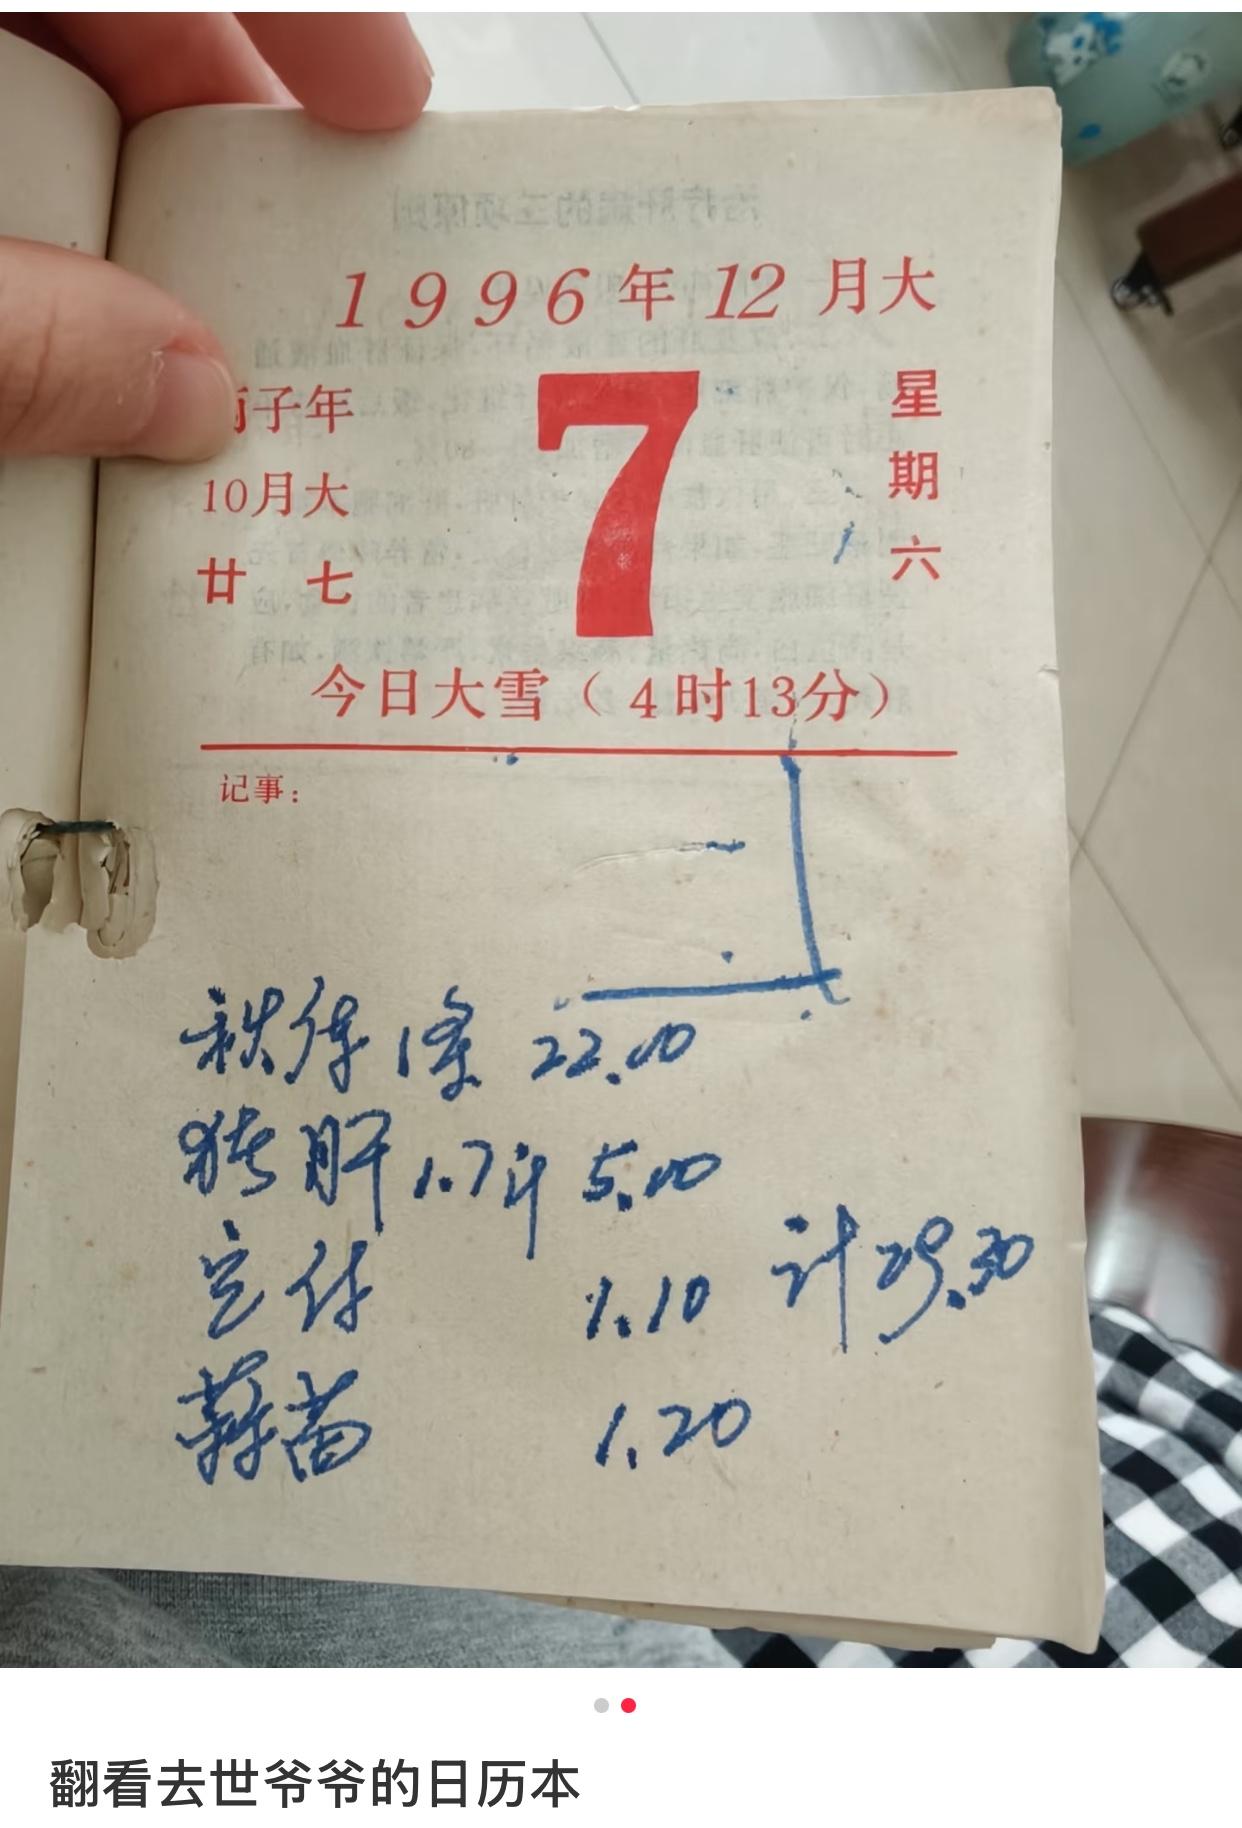 1996年12月大
丙子年
10月大
廿七
7
星期六
今日大雪（4时13分）
记事：
1条 22.00
猪肝 1.7斤 5.00
豆付 1.10
计29.30
蒜苗 1.20
翻看去世爷爷的日历本